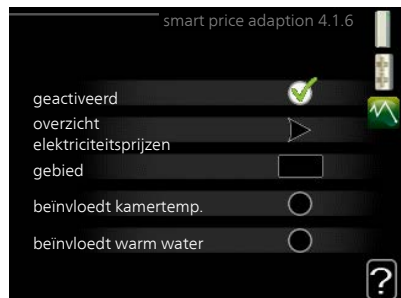 smart price adaption 4.1.6
geactiveerd
overzicht
elektriciteitsprijzen
gebied
beïnvloedt kamertemp.
beïnvloedt warm water
?